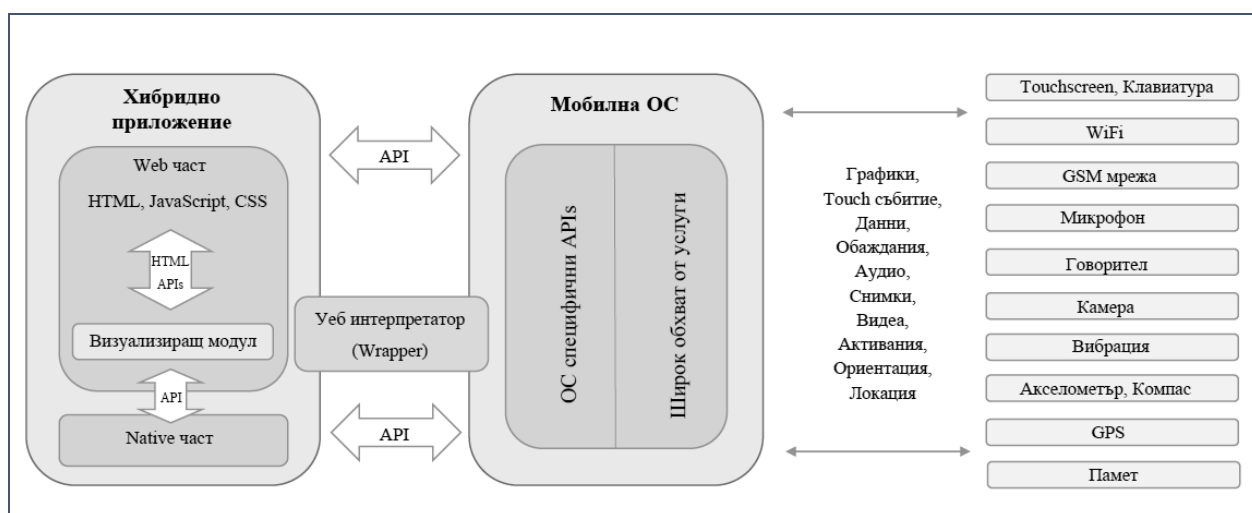 Хибридно
приложение
Web част
HTML, JavaScript, CSS
HTML
APIs
Визуализиращ модул
API
Native част
API
Уеб интерпретатор
(Wrapper)
API
Мобилна ОС
ОС специфични APIs
Широк обхват от услуги
Графики,
Touch събитие,
Данни,
Обаждания,
Аудио,
Снимки,
Видеа,
Активания,
Ориентация,
Локация
Touchscreen, Клавиатура
WiFi
GSM мрежа
Микрофон
Говорител
Камера
Вибрация
Акселометър, Компас
GPS
Памет